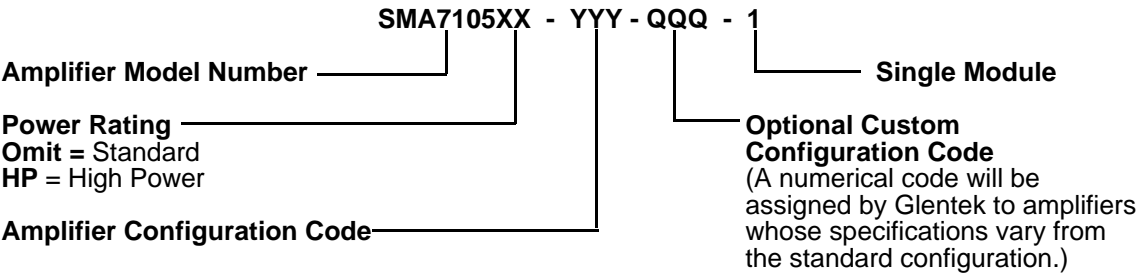 SMA7105XX - YYY - QQQ - 1
Amplifier Model Number
Single Module
Power Rating
Omit = Standard
HP = High Power
Optional Custom
Configuration Code
(A numerical code will be
assigned by Glentek to amplifiers
whose specifications vary from
the standard configuration.)
Amplifier Configuration Code